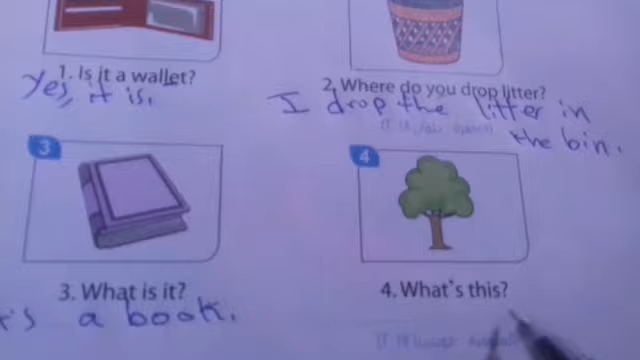 1. Is it a wallet?
Yes, it is.
2. Where do you drop litter?
I drop the litter in
the bin.
3
4
3. What is it?
's a book.
4. What's this?